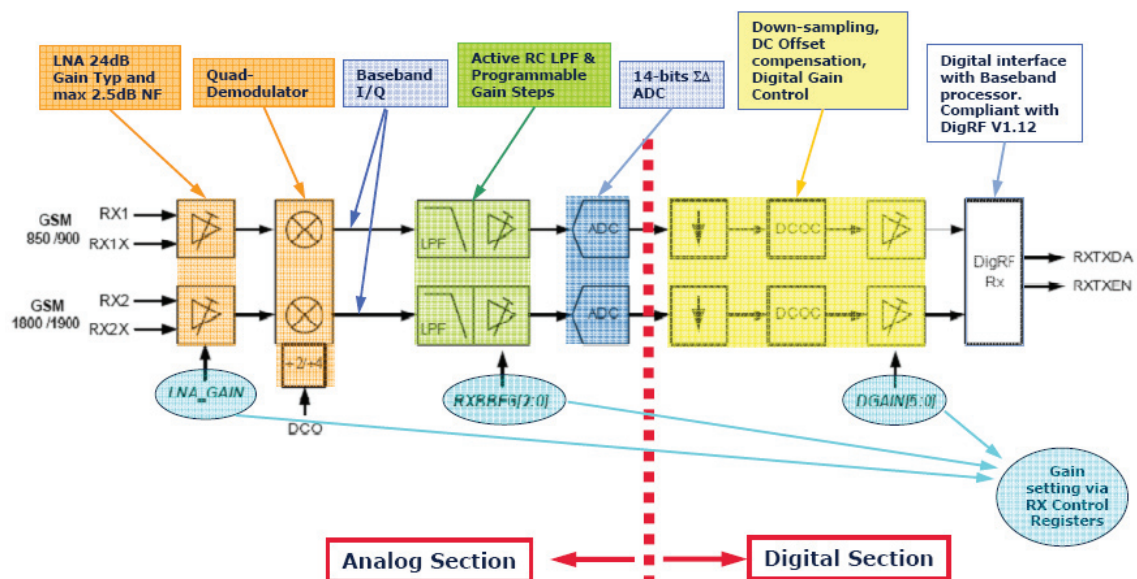 LNA 24dB
Gain Typ and
max 2.5dB NF
Quad-
Demodulator
Baseband
I/Q
Active RC LPF &
Programmable
Gain Steps
14-bits ΣΔ
ADC
Down-sampling,
DC Offset
compensation,
Digital Gain
Control
Digital interface
with Baseband
processor.
Compliant with
DigRF V1.12
GSM
850 /900
RX1
RX1X
GSM
1800 /1900
RX2
RX2X
LPF
ADC
DCOC
LPF
ADC
DCOC
DigRF
Rx
RXTXDA
RXTXEN
÷2/÷4
DCO
LNA_GAIN
DGAIN[5:0]
Gain
setting via
RX Control
Registers
Analog Section
Digital Section